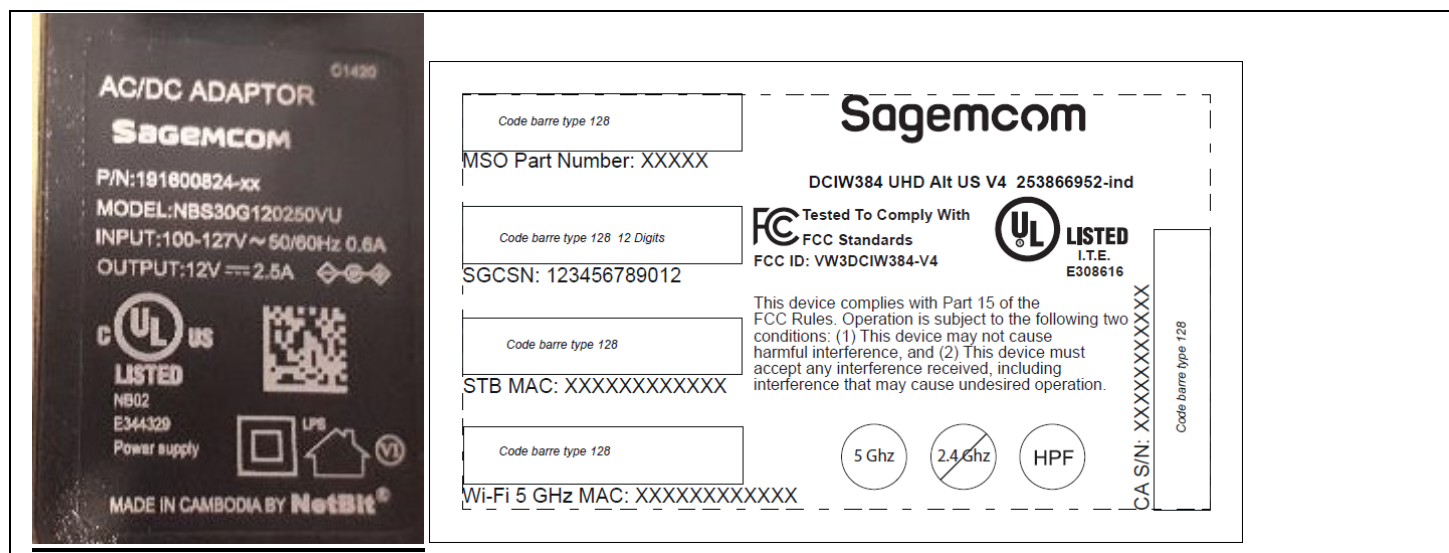 C1420
AC/DC ADAPTOR
SAGEMCOM
P/N:191600824-xx
MODEL:NBS30G120250VU
INPUT:100-127V~50/60Hz 0.6A
OUTPUT:12V⎓2.5A
C UL US
LISTED
NB02
E344329
Power supply
LPS
VI
MADE IN CAMBODIA BY NetBit®
Code barre type 128
MSO Part Number: XXXXX
Code barre type 128 12 Digits
SGCSN: 123456789012
Code barre type 128
STB MAC: XXXXXXXXXXXX
Code barre type 128
Wi-Fi 5 GHz MAC: XXXXXXXXXXXX
Sagemcom
DCIW384 UHD Alt US V4 253866952-ind
FC Tested To Comply With
FCC Standards
FCC ID: VW3DCIW384-V4
UL® LISTED
I.T.E.
E308616
This device complies with Part 15 of the
FCC Rules. Operation is subject to the following two
conditions: (1) This device may not cause
harmful interference, and (2) This device must
accept any interference received, including
interference that may cause undesired operation.
5 Ghz
2.4 Ghz
HPF
CA S/N: XXXXXXXXXXXX
Code barre type 128